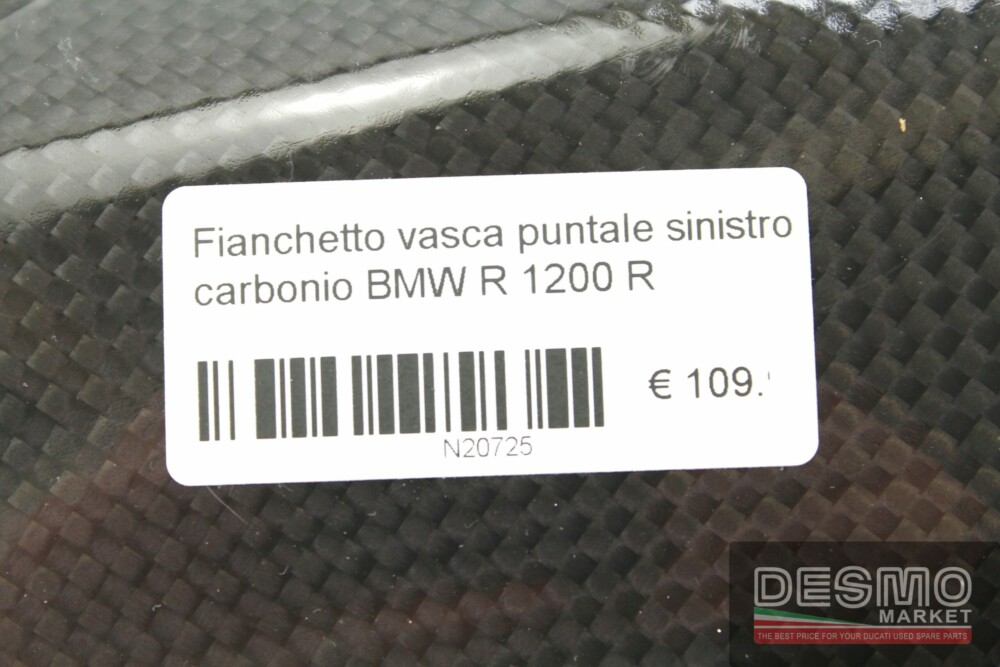 Fianchetto vasca puntale sinistro
carbonio BMW R 1200 R
€ 109.
N20725
DESMO
MARKET
THE BEST PRICE FOR YOUR DUCATI USED SPARE PARTS